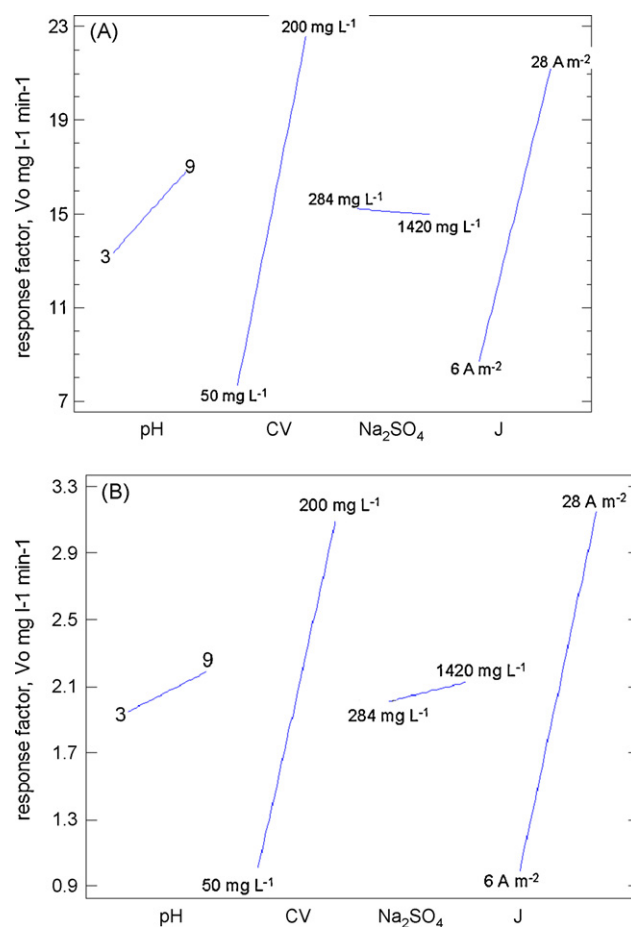 (A)
200 mg L-1
28 A m-2
23
19
15
11
7
response factor, Vo mg l-1 min-1
9
3
284 mg L-1
1420 mg L-1
50 mg L-1
6 A m-2
pH CV Na2SO4 J
(B)
200 mg L-1
28 A m-2
3.3
2.9
2.5
2.1
1.7
1.3
0.9
response factor, Vo mg l-1 min-1
9
3
1420 mg L-1
284 mg L-1
50 mg L-1
6 A m-2
pH CV Na2SO4 J